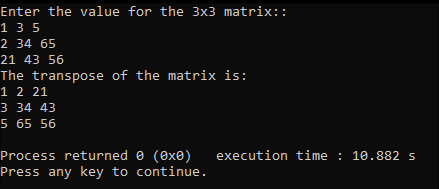 Enter the value for the 3x3 matrix::
1 3 5
2 34 65
21 43 56
The transpose of the matrix is:
1 2 21
3 34 43
5 65 56
Process returned 0 (0x0)   execution time : 10.882 s
Press any key to continue.